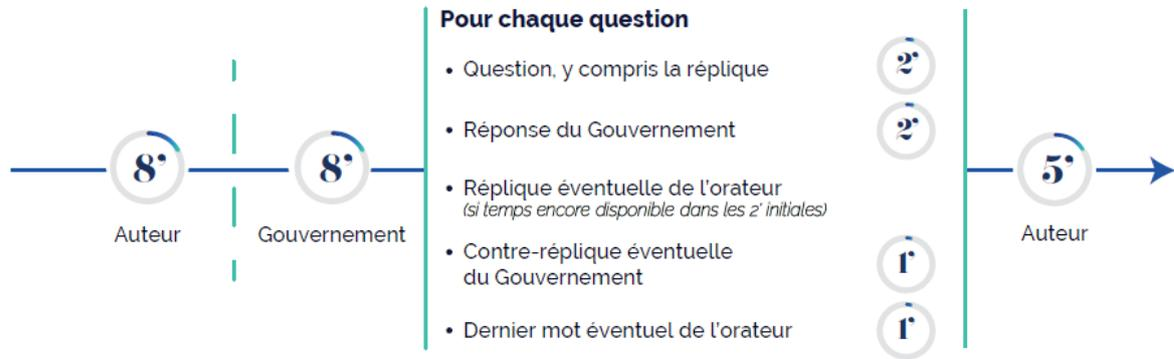 Pour chaque question
• Question, y compris la réplique
2'
• Réponse du Gouvernement
2'
8'
8'
5'
• Réplique éventuelle de l'orateur
(si temps encore disponible dans les 2' initiales)
Auteur
Gouvernement
Auteur
• Contre-réplique éventuelle
du Gouvernement
1'
• Dernier mot éventuel de l'orateur
1'